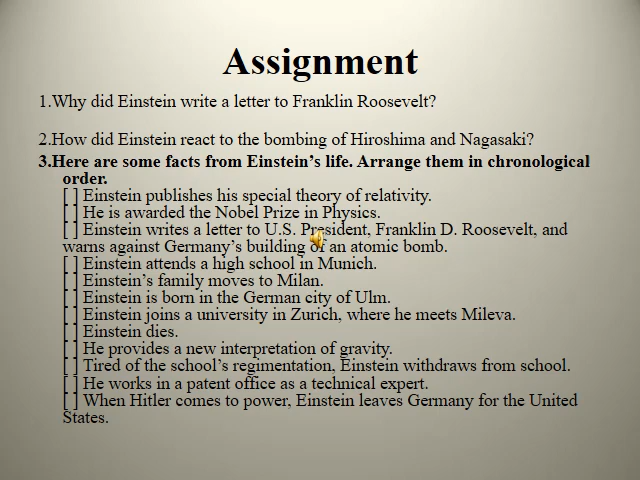 Assignment
1.Why did Einstein write a letter to Franklin Roosevelt?
2.How did Einstein react to the bombing of Hiroshima and Nagasaki?
3.Here are some facts from Einstein’s life. Arrange them in chronological
order.
[ ] Einstein publishes his special theory of relativity.
[ ] He is awarded the Nobel Prize in Physics.
[ ] Einstein writes a letter to U.S. President, Franklin D. Roosevelt, and
warns against Germany’s building of an atomic bomb.
[ ] Einstein attends a high school in Munich.
[ ] Einstein’s family moves to Milan.
[ ] Einstein is born in the German city of Ulm.
[ ] Einstein joins a university in Zurich, where he meets Mileva.
[ ] Einstein dies.
[ ] He provides a new interpretation of gravity.
[ ] Tired of the school’s regimentation, Einstein withdraws from school.
[ ] He works in a patent office as a technical expert.
[ ] When Hitler comes to power, Einstein leaves Germany for the United
States.